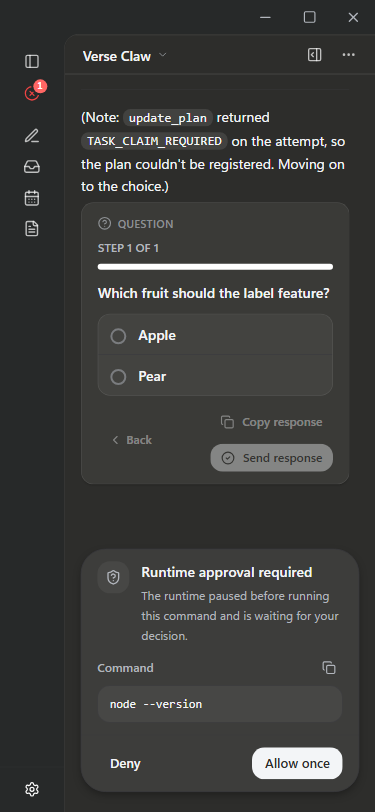 Verse Claw
1
(Note: update_plan returned
TASK_CLAIM_REQUIRED on the attempt, so
the plan couldn't be registered. Moving on
to the choice.)
QUESTION
STEP 1 OF 1
Which fruit should the label feature?
Apple
Pear
Copy response
Back
Send response
Runtime approval required
The runtime paused before running
this command and is waiting for your
decision.
Command
node --version
Deny
Allow once